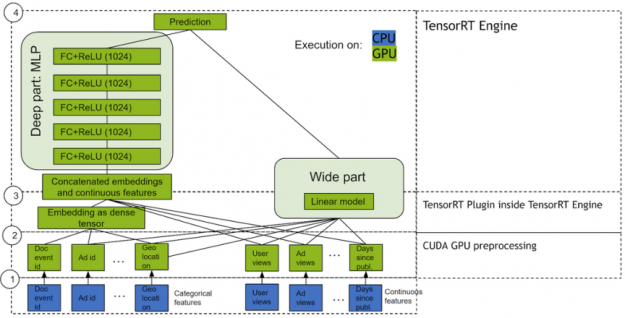 4
Prediction
TensorRT Engine
Execution on:
CPU
GPU
Deep part: MLP
FC+ReLU (1024)
FC+ReLU (1024)
FC+ReLU (1024)
FC+ReLU (1024)
FC+ReLU (1024)
Wide part
Linear model
Concatenated embeddings
and continuous features
3
TensorRT Plugin inside TensorRT Engine
Embedding as dense
tensor
2
CUDA GPU preprocessing
Doc
event
id
Ad id
...
Geo
locati
on
User
views
Ad
views
...
Days
since
publ.
1
Doc
event
id
Ad id
...
Geo
locati
on
Categorical
features
User
views
Ad
views
...
Days
since
publ.
Continuous
features